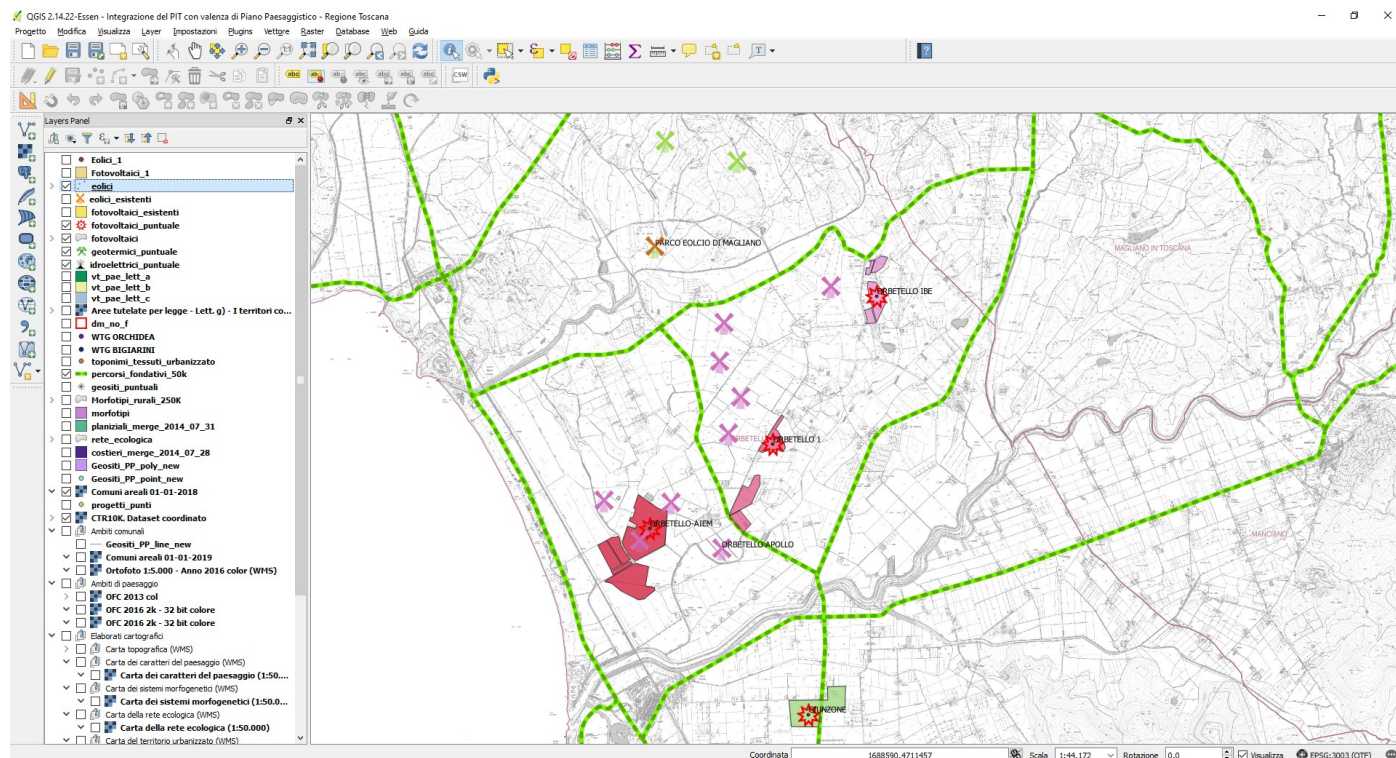 QGIS 2.14.22-Essen - Integrazione del PIT con valenza di Piano Paesaggistico - Regione Toscana
Progetto Modifica Visualizza Layer Impostazioni Plugins Vettore Raster Database Web Guida
Layers Panel
Eolici_1
Fotovoltaici_1
eolici
eolici_esistenti
fotovoltaici_esistenti
fotovoltaici_puntuale
fotovoltaici
geotermici_puntuale
idroelettrici_puntuale
vt_pae_lett_a
vt_pae_lett_b
vt_pae_lett_c
Aree tutelate per legge - Lett. g) - I territori co...
dm_no_f
WTG ORCHIDEA
WTG BIGIARINI
toponimi_tessuti_urbanizzato
percorsi_fondativi_50k
geositi_puntuali
Morfotipi_rurali_250K
morfotipi
planiziali_merge_2014_07_31
rete_ecologica
costieri_merge_2014_07_28
Geositi_PP_poly_new
Geositi_PP_point_new
Comuni areali 01-01-2018
progetti_punti
CTR10K. Dataset coordinato
Ambiti comunali
Geositi_PP_line_new
Comuni areali 01-01-2019
Ortofoto 1:5.000 - Anno 2016 color (WMS)
Ambiti di paesaggio
OFC 2013 col
OFC 2016 2k - 32 bit colore
OFC 2016 2k - 32 bit colore
Elaborati cartografici
Carta topografica (WMS)
Carta dei caratteri del paesaggio (WMS)
Carta dei caratteri del paesaggio (1:50....
Carta dei sistemi morfogenetici (WMS)
Carta dei sistemi morfogenetici (1:50.0...
Carta della rete ecologica (WMS)
Carta della rete ecologica (1:50.000)
Carta del territorio urbanizzato (WMS)
PARCO EOLCIO DI MAGLIANO
MAGLIANO IN TOSCANA
ORBETELLO IBE
ORBETELLO 1
ORBETELLO-AIEM
ORBETELLO APOLLO
MANCIANO
Coordinata 1688590,4711457 Scala 1:44.172 Rotazione 0,0 Visualizza EPSG:3003 (OTF)